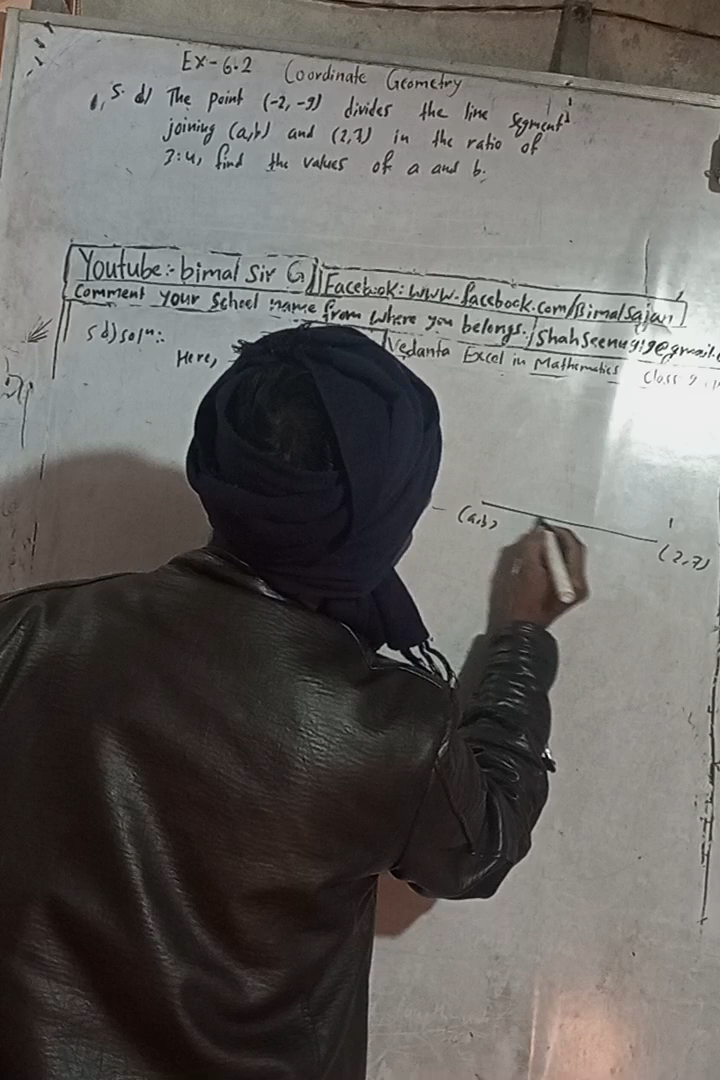 Ex-6.2 Coordinate Geometry
5. d) The point (-2, -9) divides the line segment
joining (a,b) and (2,7) in the ratio of
3:4, find the values of a and b.
Youtube:- bimal Sir G || Facebook: www.facebook.com/Bimalsajan
Comment your School name from where you belongs.
Vedanta Excel in Mathematics Class 9
5d) solⁿ:
Here,
(a,b)
(2,7)